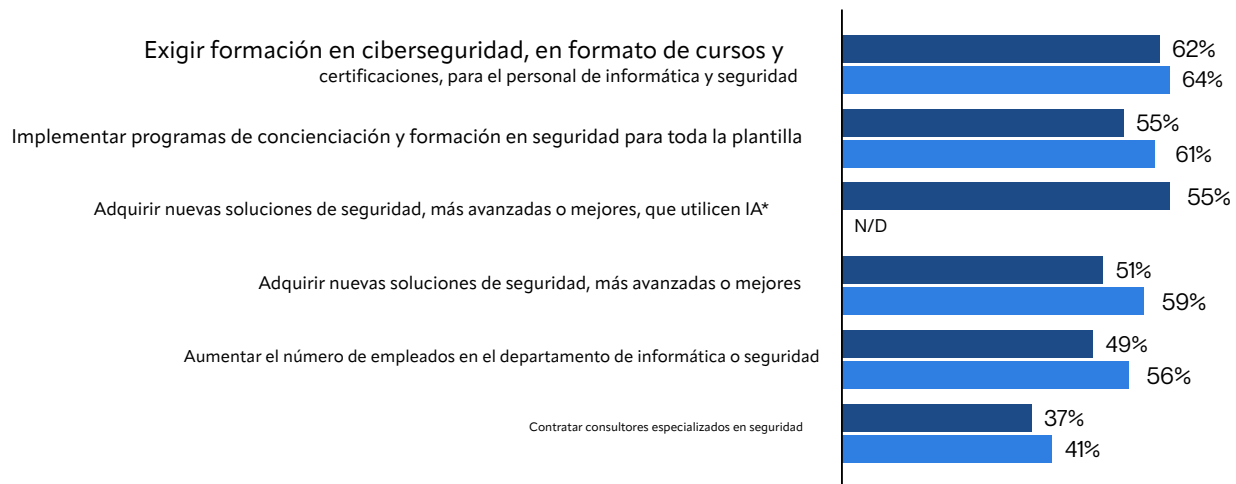 Exigir formación en ciberseguridad, en formato de cursos y
certificaciones, para el personal de informática y seguridad
62%
64%
Implementar programas de concienciación y formación en seguridad para toda la plantilla
55%
61%
Adquirir nuevas soluciones de seguridad, más avanzadas o mejores, que utilicen IA*
55%
N/D
Adquirir nuevas soluciones de seguridad, más avanzadas o mejores
51%
59%
Aumentar el número de empleados en el departamento de informática o seguridad
49%
56%
Contratar consultores especializados en seguridad
37%
41%